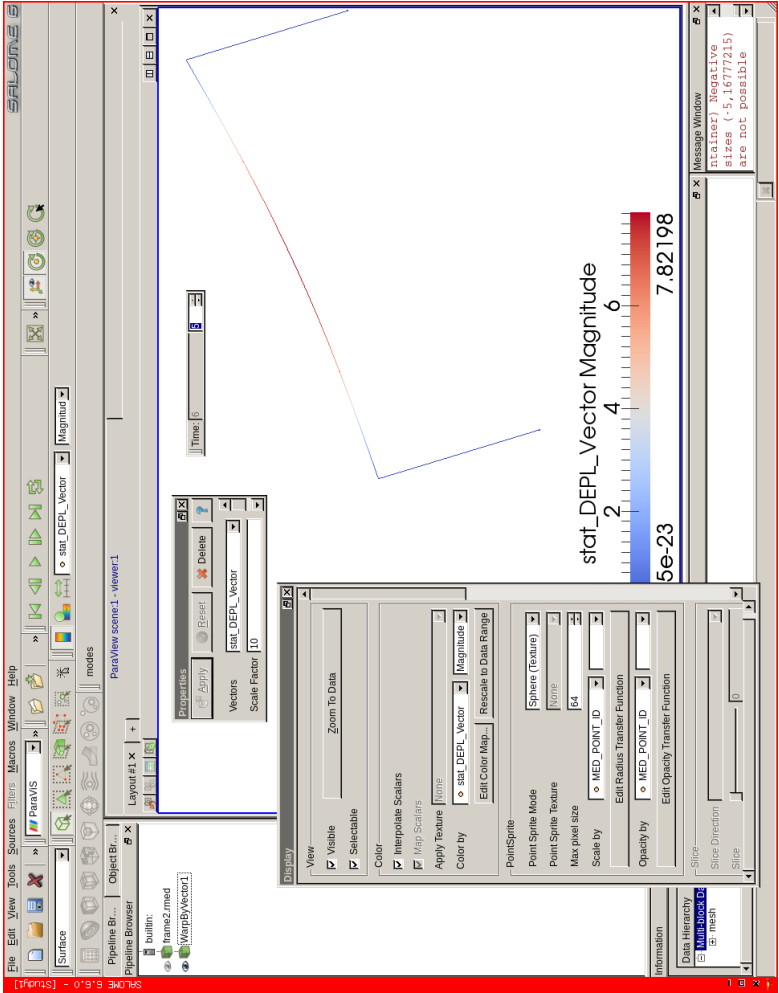 SALOME 6.6.0 - [Study1]
File Edit View Tools Sources Filters Macros Window Help
SALOME 6
ParaVIS
Surface
stat_DEPL_Vector
Magnitud
modes
Pipeline Br...
Object Br...
Pipeline Browser
builtin:
frame2.rmed
WarpByVector1
ParaView scene:1 - viewer:1
Layout #1
+
Properties
Apply
Reset
Delete
?
Vectors
stat_DEPL_Vector
Scale Factor 10
Time: 6
6
stat_DEPL_Vector Magnitude
2
4
6
5e-23
7.82198
Display
View
Visible
Zoom To Data
Selectable
Color
Interpolate Scalars
Map Scalars
Apply Texture None
Color by
stat_DEPL_Vector
Magnitude
Edit Color Map...
Rescale to Data Range
PointSprite
Point Sprite Mode
Sphere (Texture)
Point Sprite Texture
None
Max pixel size
64
Scale by
MED_POINT_ID
Edit Radius Transfer Function
Opacity by
MED_POINT_ID
Edit Opacity Transfer Function
Slice
Slice Direction
Slice
0
Information
Data Hierarchy
Multi-block Da
mesh
Message Window
ntainer) Negative
sizes (-5,16777215)
are not possible